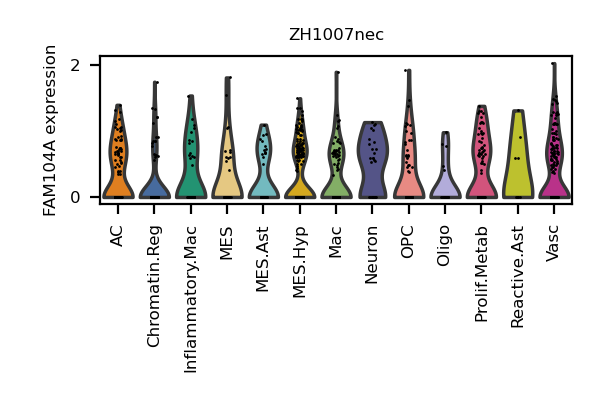 ZH1007nec
FAM104A expression
2
0
AC
Chromatin.Reg
Inflammatory.Mac
MES
MES.Ast
MES.Hyp
Mac
Neuron
OPC
Oligo
Prolif.Metab
Reactive.Ast
Vasc